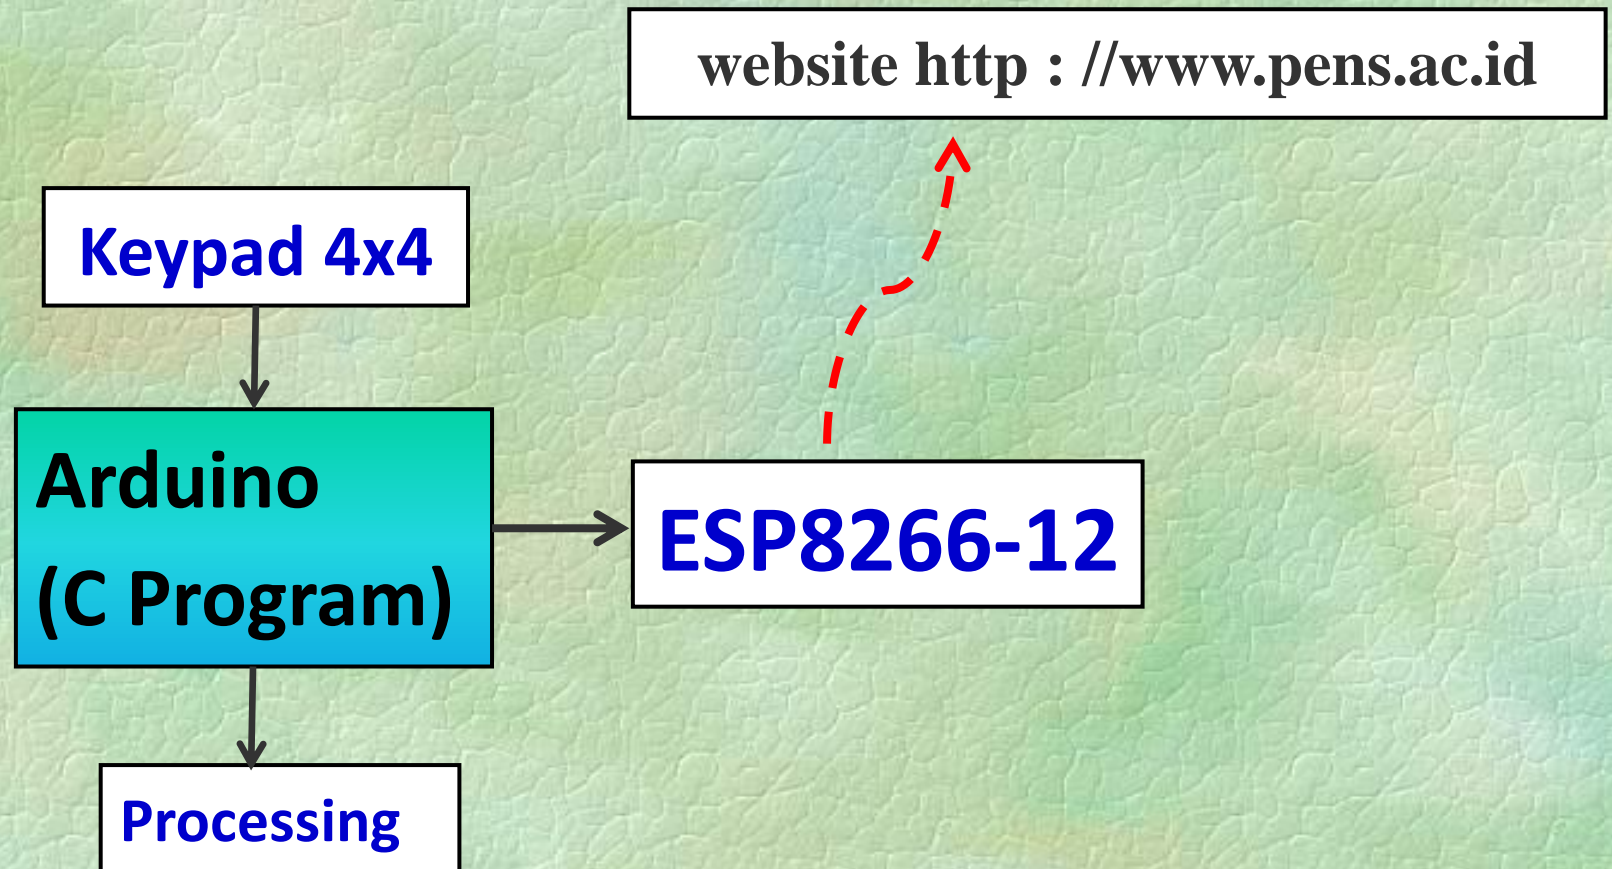 website http : //www.pens.ac.id
Keypad 4x4
Arduino
(C Program)
ESP8266-12
Processing